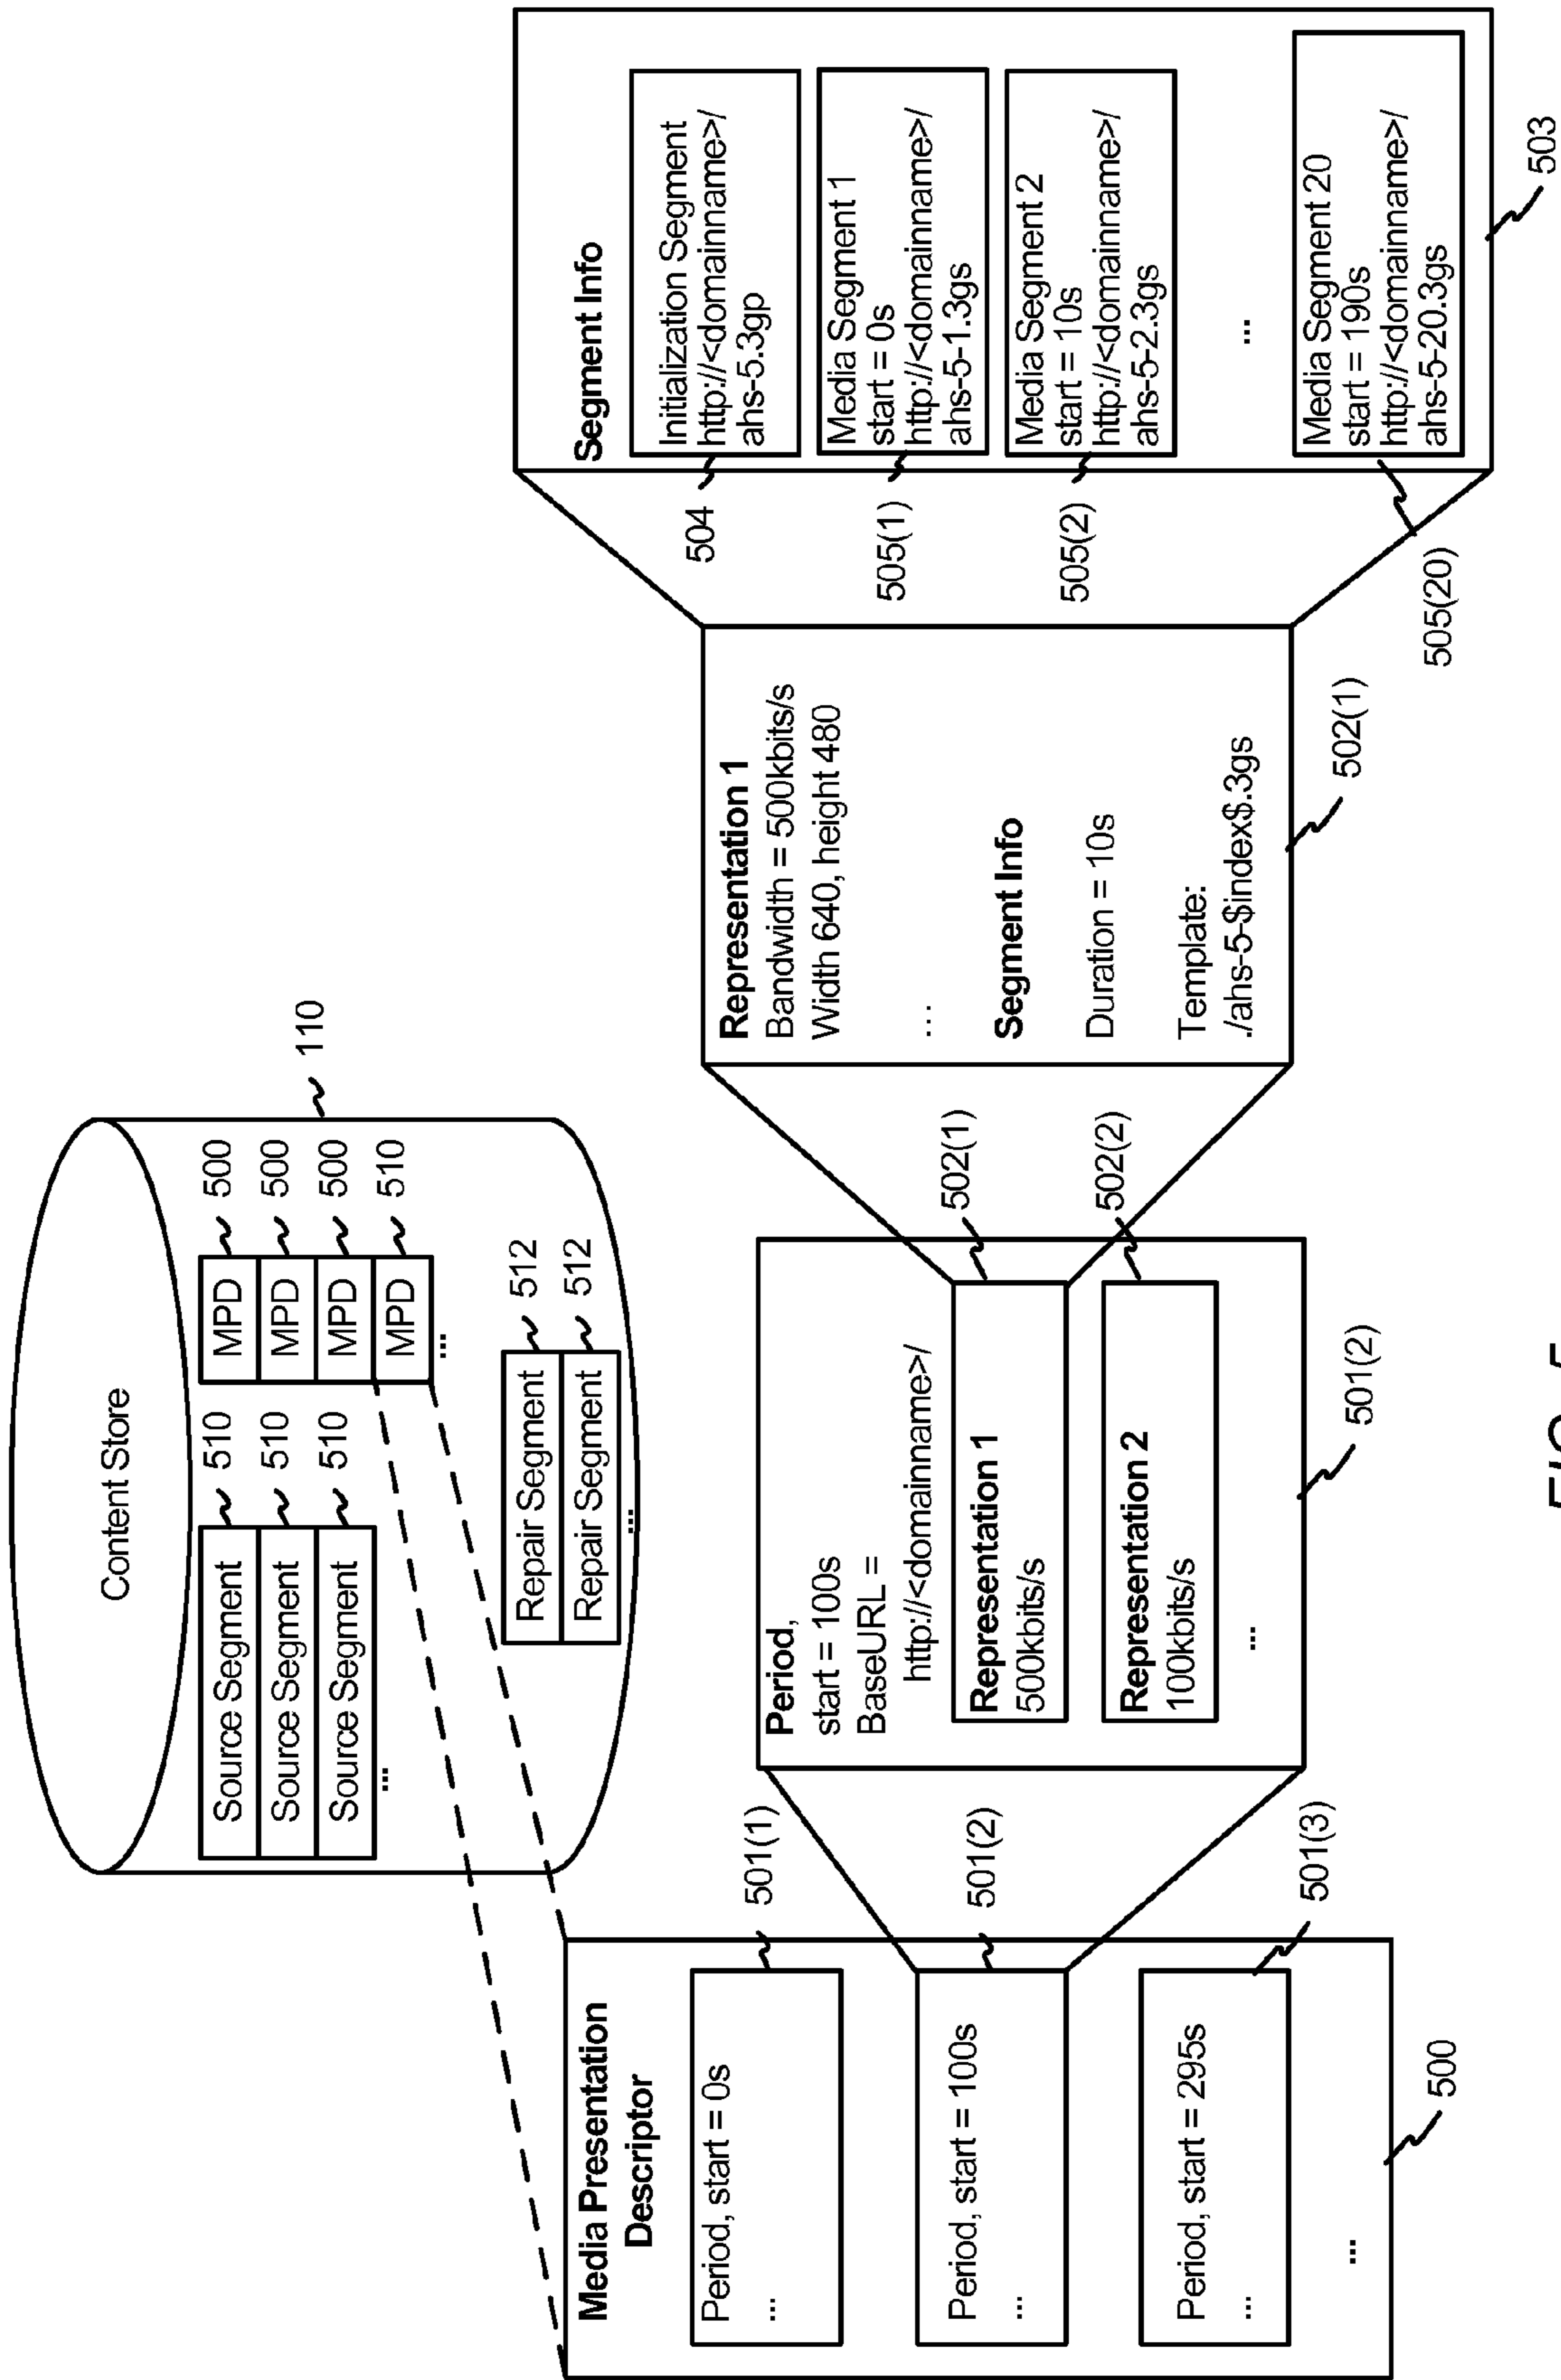 Content Store
Source Segment
510
Source Segment
510
Source Segment
510
...
MPD
500
MPD
500
MPD
500
MPD
510
...
Repair Segment
512
Repair Segment
512
...
110
Media Presentation
Descriptor
Period, start = 0s
...
501(1)
Period, start = 100s
...
501(2)
Period, start = 295s
...
501(3)
...
500
Period,
start = 100s
BaseURL =
http://<domainname>/
Representation 1
500kbits/s
502(1)
Representation 2
100kbits/s
502(2)
...
501(2)
Representation 1
Bandwidth = 500kbits/s
Width 640, height 480
...
Segment Info
Duration = 10s
Template:
./ahs-5-$index$.3gs
502(1)
Segment Info
Initialization Segment
http://<domainname>/
ahs-5.3gp
504
Media Segment 1
start = 0s
http://<domainname>/
ahs-5-1.3gs
505(1)
Media Segment 2
start = 10s
http://<domainname>/
ahs-5-2.3gs
505(2)
...
Media Segment 20
start = 190s
http://<domainname>/
ahs-5-20.3gs
505(20)
503
FIG. 5